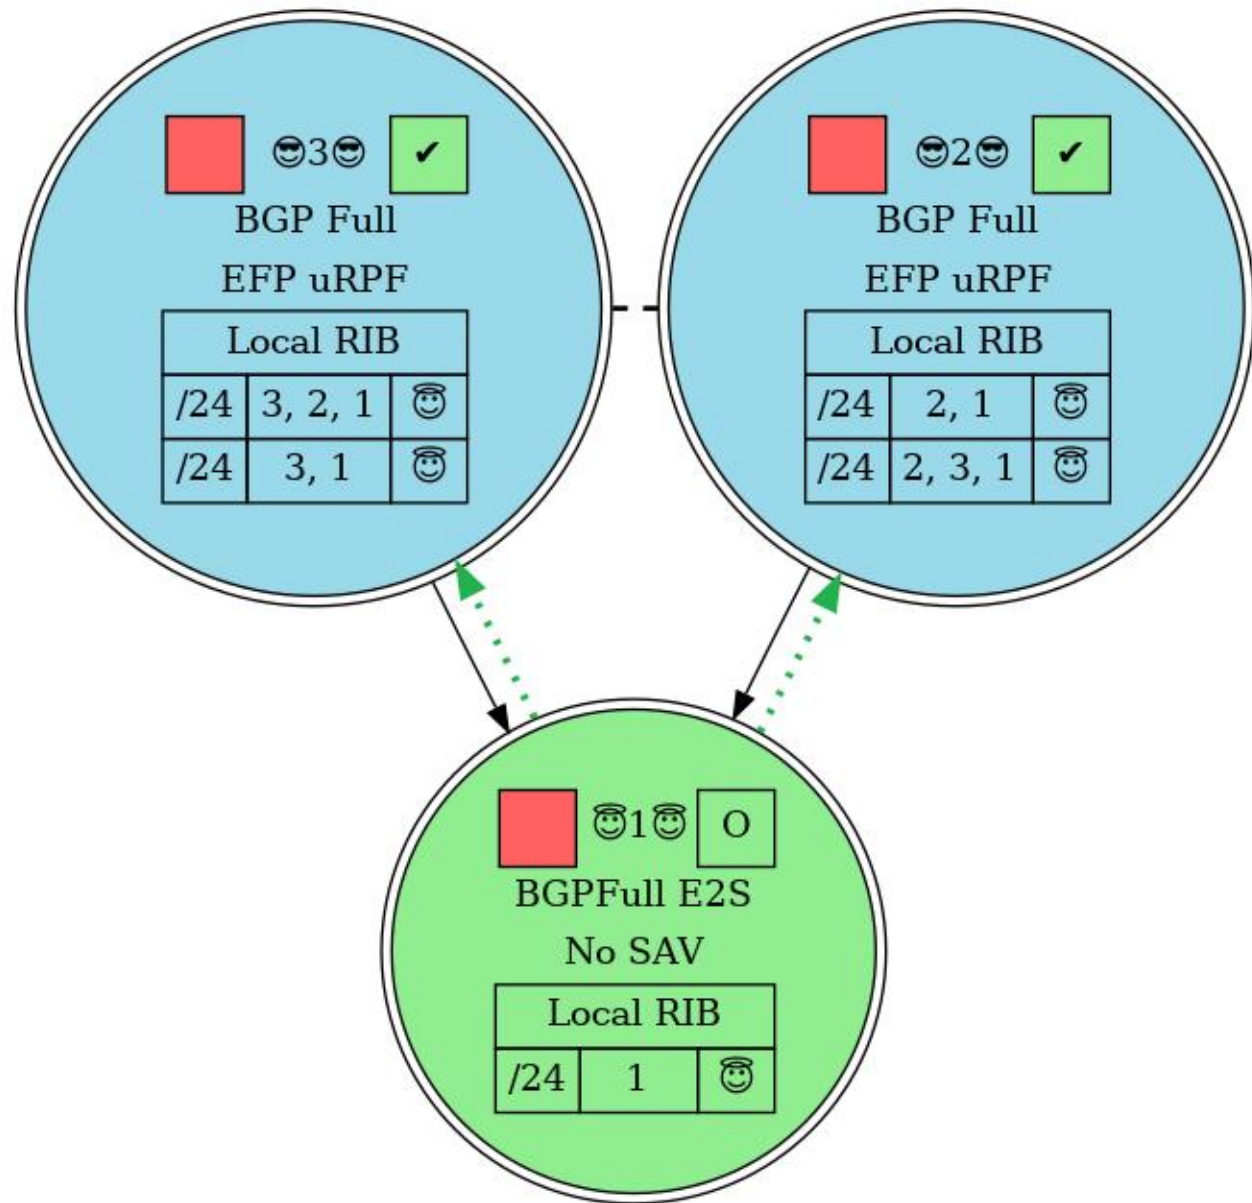 😎3😎 ✔
BGP Full
EFP uRPF
Local RIB
/24 3, 2, 1 😇
/24 3, 1 😇
😎2😎 ✔
BGP Full
EFP uRPF
Local RIB
/24 2, 1 😇
/24 2, 3, 1 😇
😇1😇 O
BGPFull E2S
No SAV
Local RIB
/24 1 😇